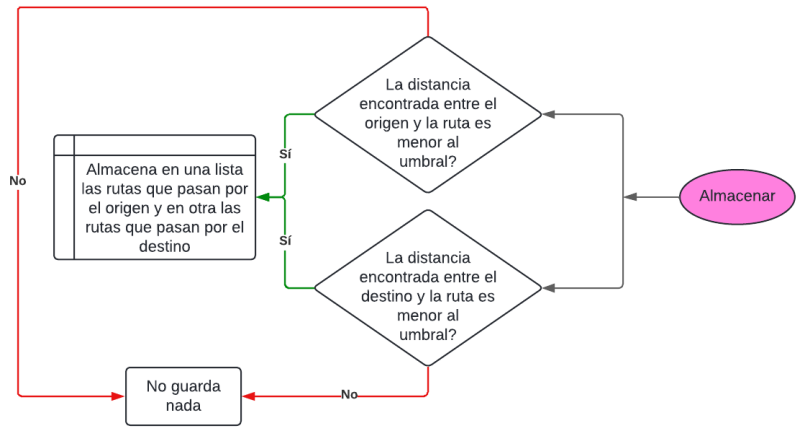 La distancia
encontrada entre el
origen y la ruta es
menor al
umbral?
Sí
No
Almacena en una lista
las rutas que pasan por
el origen y en otra las
rutas que pasan por el
destino
Almacenar
Sí
La distancia
encontrada entre el
destino y la ruta es
menor al
umbral?
No guarda
nada
No